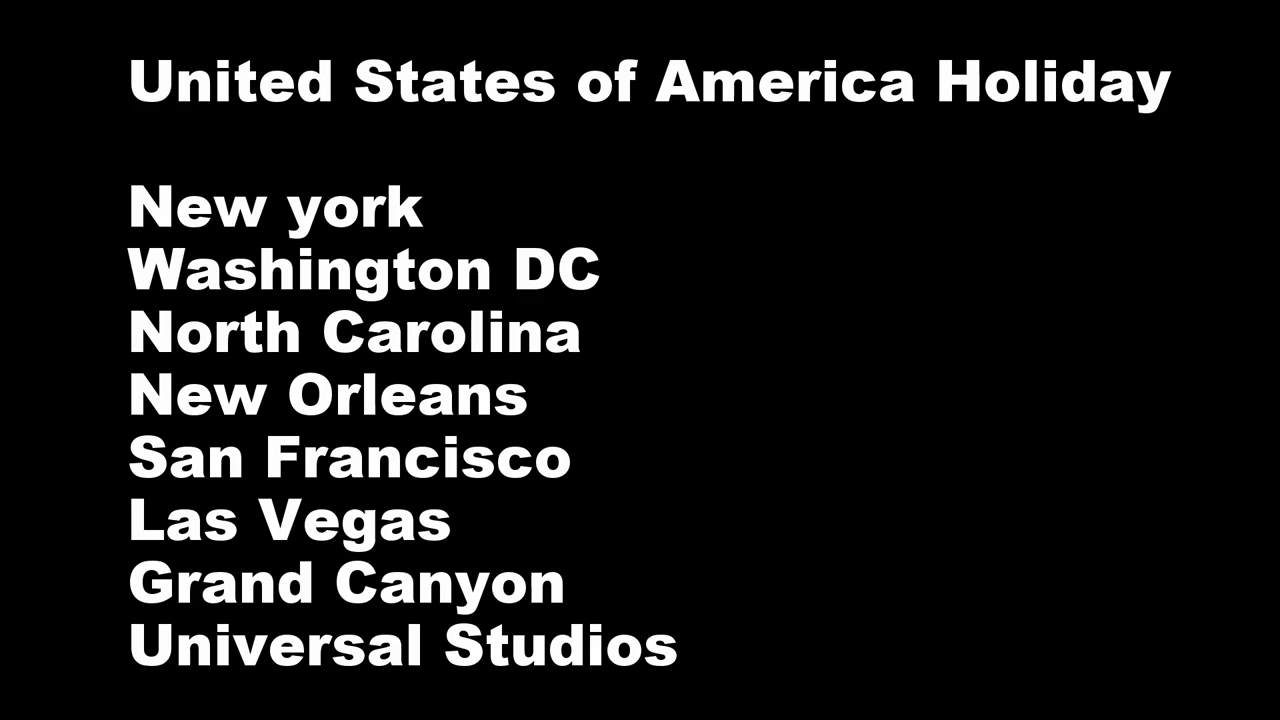 United States of America Holiday
New york
Washington DC
North Carolina
New Orleans
San Francisco
Las Vegas
Grand Canyon
Universal Studios